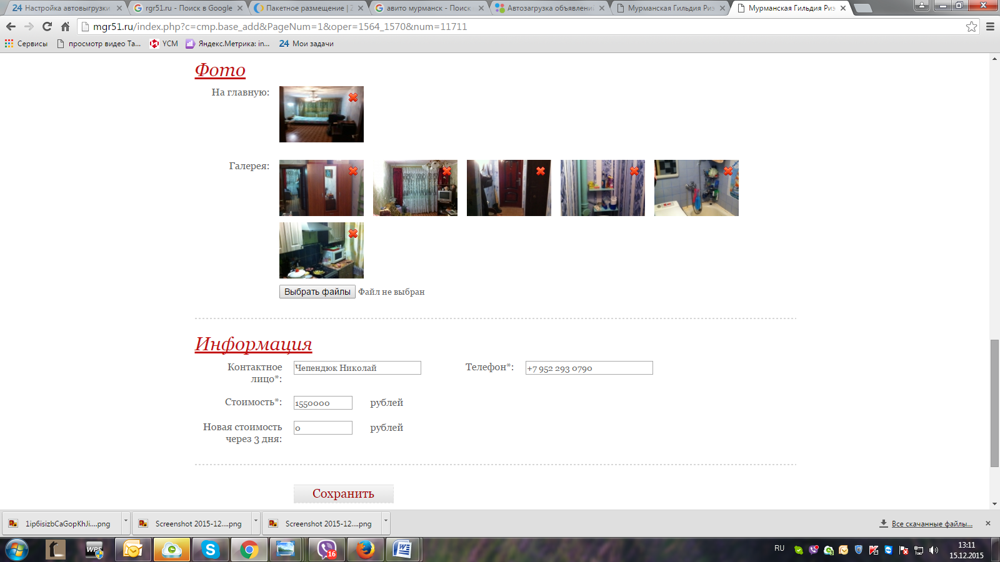 24 Настройка автовыгрузки
rgr51.ru - Поиск в Google
Пакетное размещение | Z
авито мурманск - Поиск
Автозагрузка объявлени
Мурманская Гильдия Риэ
Мурманская Гильдия Риэ
mgr51.ru/index.php?c=cmp.base_add&PageNum=1&oper=1564_1570&num=11711
Сервисы
просмотр видео Та...
YCM
Яндекс.Метрика: in...
24 Мои задачи
Фото
На главную:
Галерея:
Выбрать файлы Файл не выбран
Информация
Контактное
лицо*:
Чепендюк Николай
Телефон*:
+7 952 293 0790
Стоимость*:
1550000
рублей
Новая стоимость
через 3 дня:
0
рублей
Сохранить
1ip6isizbCaGopKhJi....png
Screenshot 2015-12....png
Screenshot 2015-12....png
Все скачанные файлы...
WPS
16
RU
13:11
15.12.2015